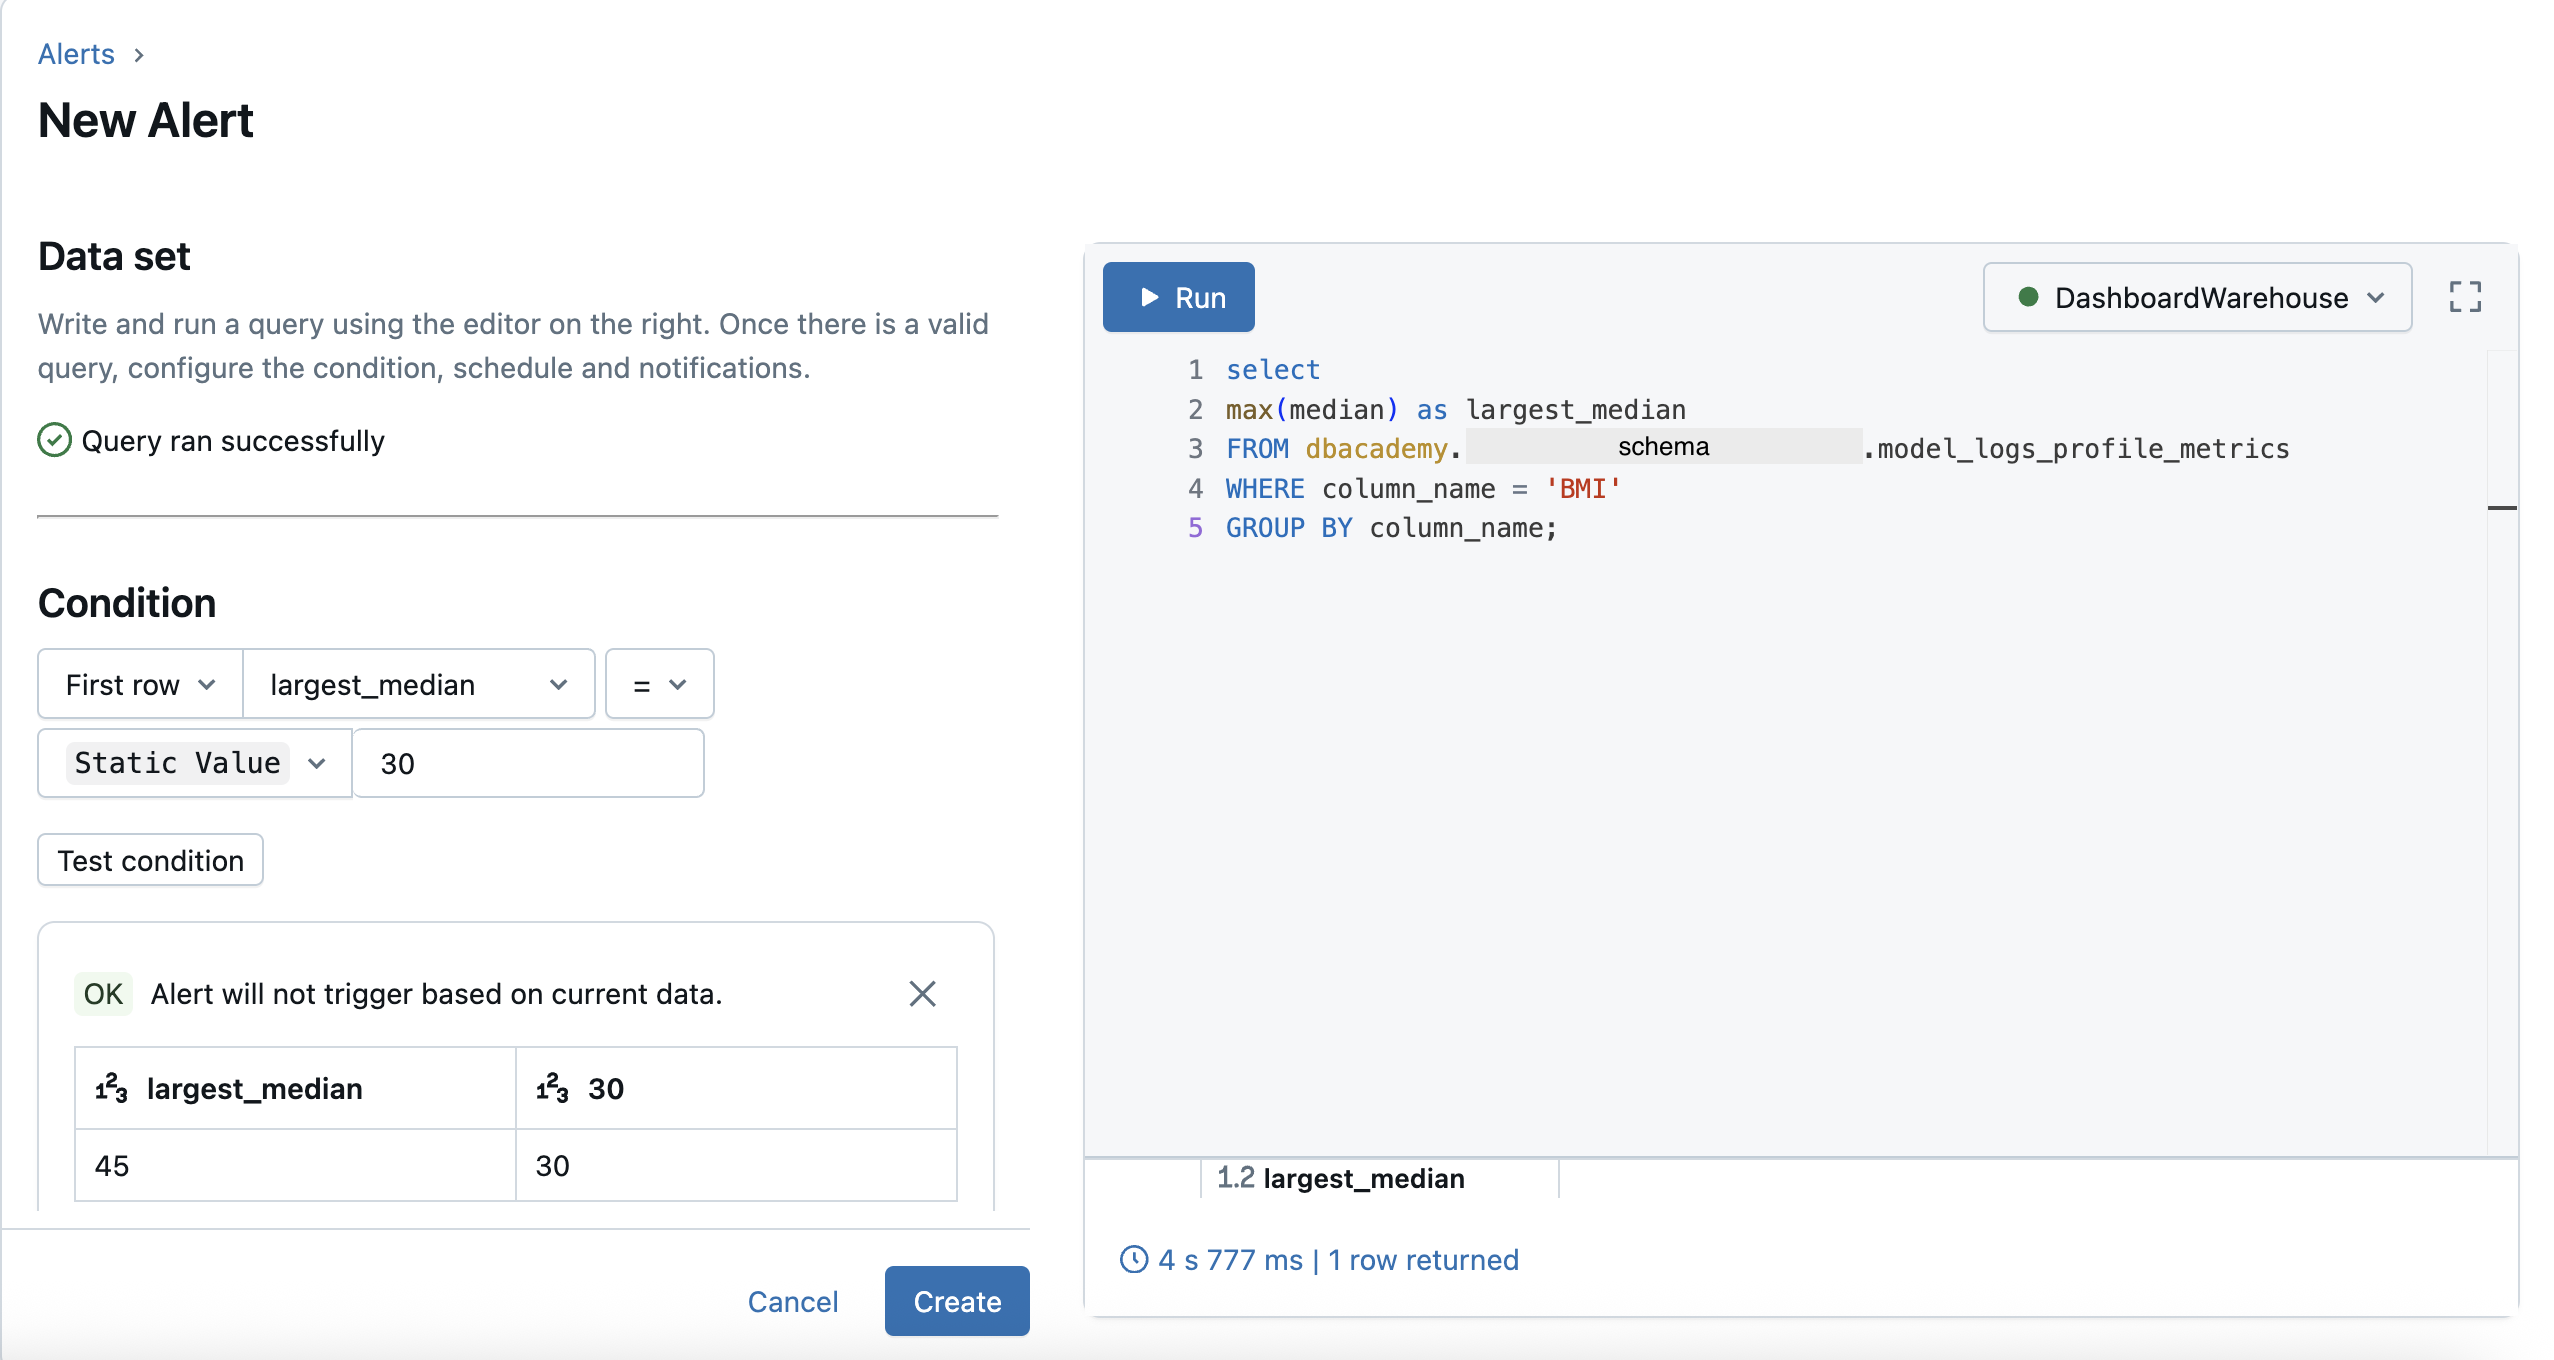 Alerts >
New Alert
Data set
Write and run a query using the editor on the right. Once there is a valid
query, configure the condition, schedule and notifications.
Query ran successfully
Condition
First row largest_median =
Static Value 30
Test condition
OK Alert will not trigger based on current data.
123 largest_median 123 30
45 30
Cancel Create
Run DashboardWarehouse
1 select
2 max(median) as largest_median
3 FROM dbacademy. schema .model_logs_profile_metrics
4 WHERE column_name = 'BMI'
5 GROUP BY column_name;
1.2 largest_median
4 s 777 ms | 1 row returned